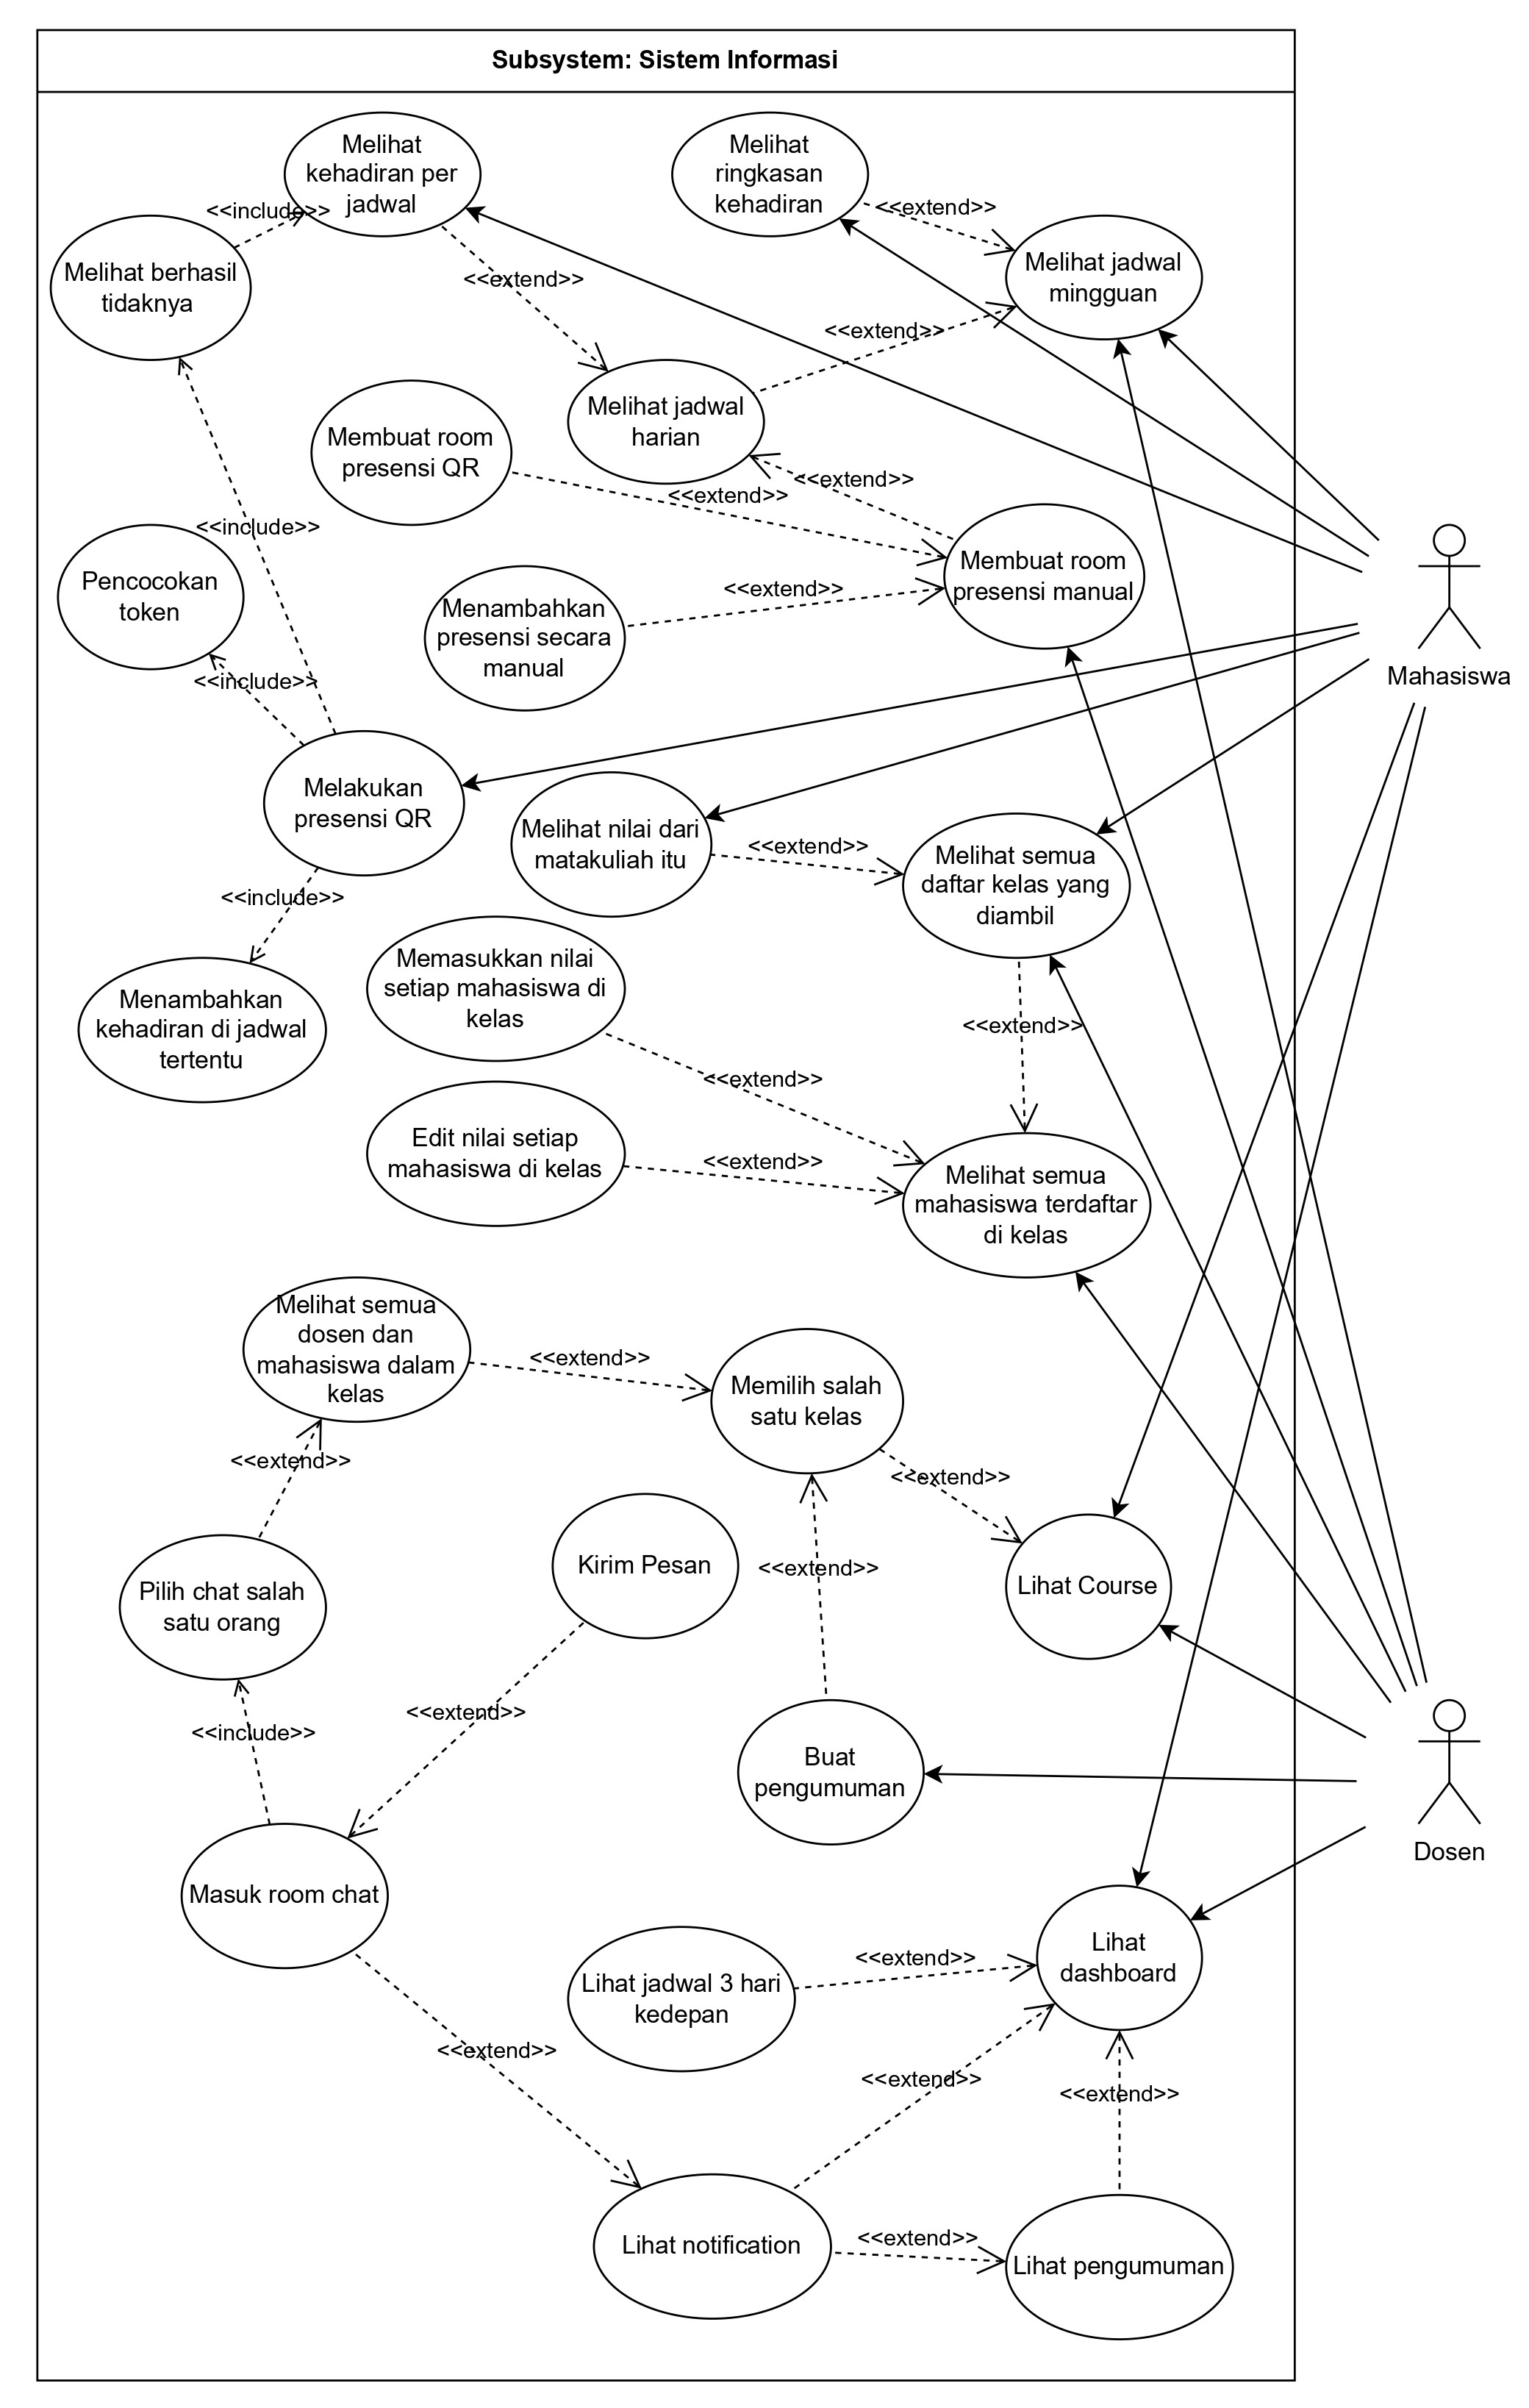 Subsystem: Sistem Informasi
Melihat
kehadiran per
jadwal
Melihat
ringkasan
kehadiran
<<include>>
<<extend>>
Melihat berhasil
tidaknya
<<extend>>
Melihat jadwal
mingguan
<<extend>>
Melihat jadwal
harian
Membuat room
presensi QR
<<extend>>
<<extend>>
<<include>>
Pencocokan
token
Membuat room
presensi manual
<<extend>>
Menambahkan
presensi secara
manual
<<include>>
Mahasiswa
Melakukan
presensi QR
Melihat nilai dari
matakuliah itu
<<extend>>
Melihat semua
daftar kelas yang
diambil
<<include>>
Memasukkan nilai
setiap mahasiswa di
kelas
Menambahkan
kehadiran di jadwal
tertentu
<<extend>>
<<extend>>
Edit nilai setiap
mahasiswa di kelas
<<extend>>
Melihat semua
mahasiswa terdaftar
di kelas
Melihat semua
dosen dan
mahasiswa dalam
kelas
<<extend>>
Memilih salah
satu kelas
<<extend>>
<<extend>>
Kirim Pesan
<<extend>>
Lihat Course
Pilih chat salah
satu orang
<<extend>>
<<include>>
Buat
pengumuman
Dosen
Masuk room chat
Lihat
dashboard
<<extend>>
Lihat jadwal 3 hari
kedepan
<<extend>>
<<extend>>
<<extend>>
Lihat notification
<<extend>>
Lihat pengumuman